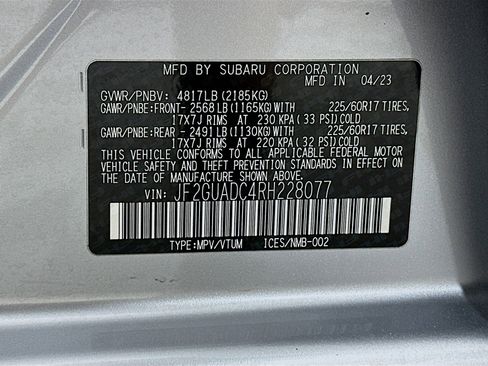 MFD BY SUBARU CORPORATION
MFD IN 04/23
GVWR/PNBV: 4817LB (2185KG)
GAWR/PNBE:FRONT- 2568 LB(1165KG)WITH 225/60R17 TIRES,
17X7J RIMS AT 230 KPA(33 PSI)COLD
GAWR/PNBE:REAR - 2491 LB(1130KG)WITH 225/60R17 TIRES,
17X7J RIMS AT 220 KPA(32 PSI)COLD
THIS VEHICLE CONFORMS TO ALL APPLICABLE FEDERAL MOTOR
VEHICLE SAFETY AND THEFT PREVENTION STANDARDS
IN EFFECT ON THE DATE OF MANUFACTURE SHOWN ABOVE.
VIN: JF2GUADC4RH228077
TYPE:MPV/VTUM ICES/NMB-002